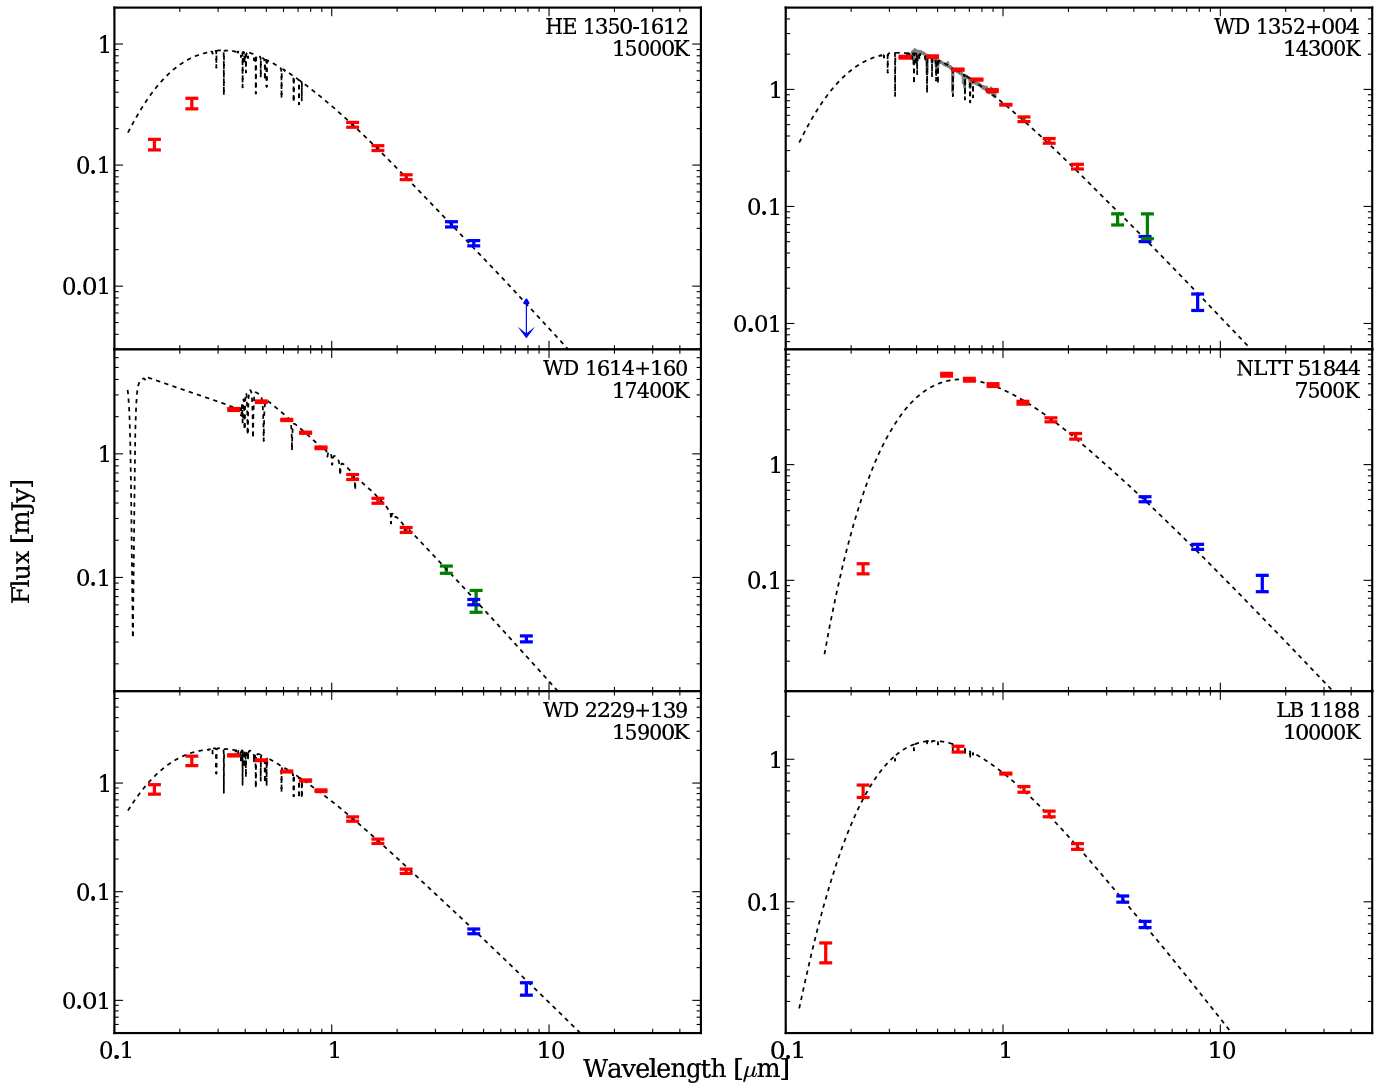 HE 1350-1612
15000K
1
0.1
0.01
WD 1352+004
14300K
1
0.1
0.01
WD 1614+160
17400K
1
0.1
NLTT 51844
7500K
1
0.1
WD 2229+139
15900K
1
0.1
0.01
LB 1188
10000K
1
0.1
0.1 1 10
0.1 1 10
Flux [mJy]
Wavelength [μm]